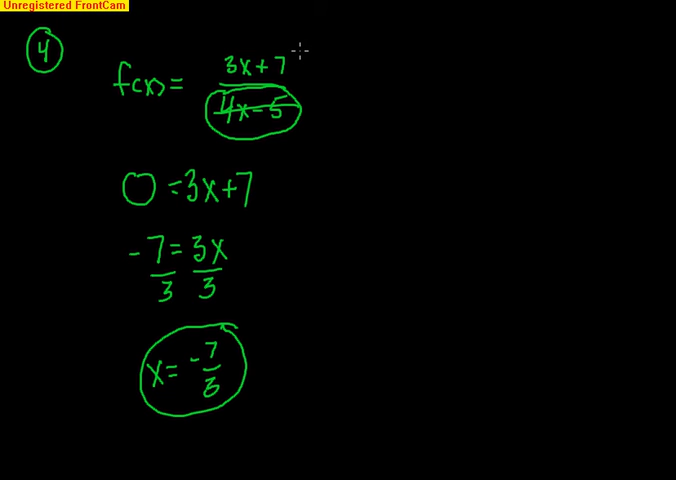 Unregistered FrontCam
4
f(x) = 3x+7
4x-5
0 = 3x+7
-7 = 3x
3 3
x = -7
3